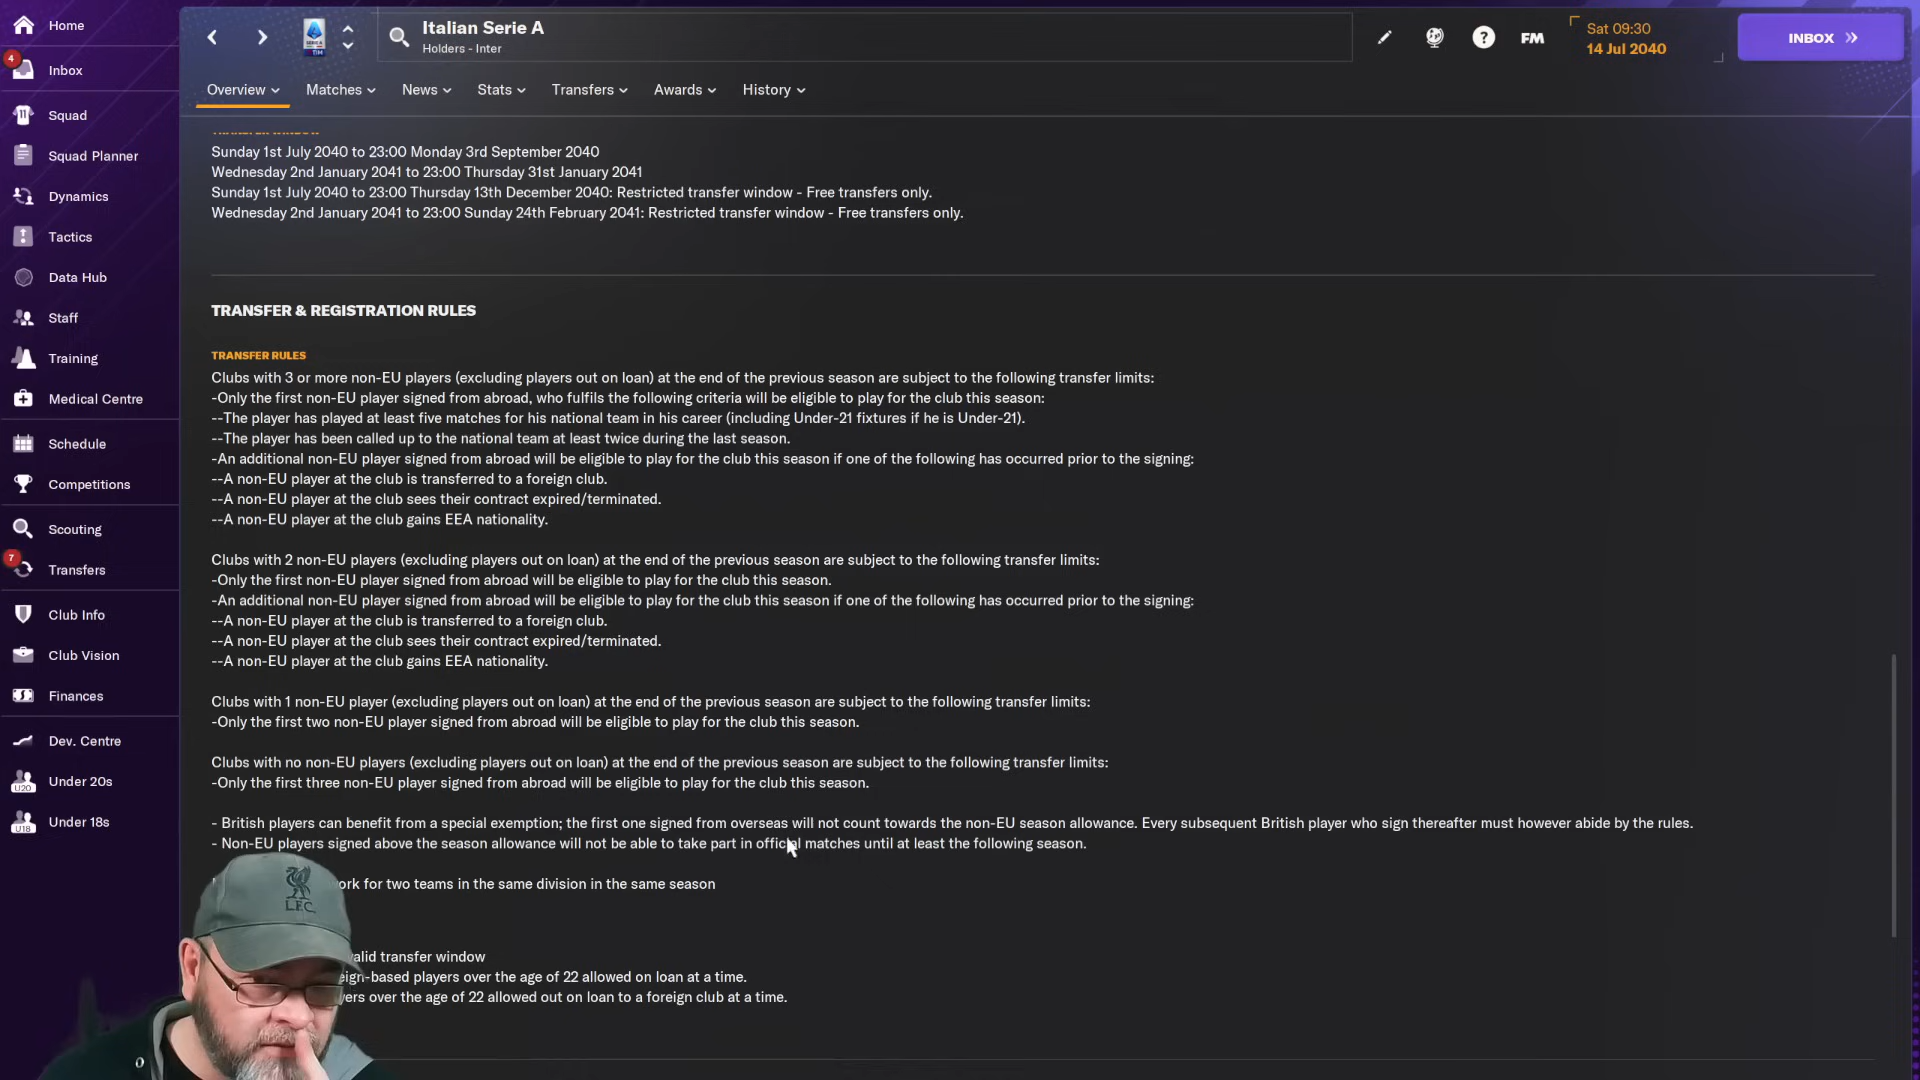 Home
Italian Serie A
Holders - Inter
?
FM
Sat 09:30
14 Jul 2040
INBOX
4
Inbox
Overview
Matches
News
Stats
Transfers
Awards
History
11
Squad
Squad Planner
Dynamics
Tactics
Data Hub
Staff
Training
Medical Centre
Schedule
Competitions
Scouting
7
Transfers
Club Info
Club Vision
Finances
Dev. Centre
U20
Under 20s
U18
Under 18s
TRANSFER WINDOW
Sunday 1st July 2040 to 23:00 Monday 3rd September 2040
Wednesday 2nd January 2041 to 23:00 Thursday 31st January 2041
Sunday 1st July 2040 to 23:00 Thursday 13th December 2040: Restricted transfer window - Free transfers only.
Wednesday 2nd January 2041 to 23:00 Sunday 24th February 2041: Restricted transfer window - Free transfers only.
TRANSFER & REGISTRATION RULES
TRANSFER RULES
Clubs with 3 or more non-EU players (excluding players out on loan) at the end of the previous season are subject to the following transfer limits:
-Only the first non-EU player signed from abroad, who fulfils the following criteria will be eligible to play for the club this season:
--The player has played at least five matches for his national team in his career (including Under-21 fixtures if he is Under-21).
--The player has been called up to the national team at least twice during the last season.
-An additional non-EU player signed from abroad will be eligible to play for the club this season if one of the following has occurred prior to the signing:
--A non-EU player at the club is transferred to a foreign club.
--A non-EU player at the club sees their contract expired/terminated.
--A non-EU player at the club gains EEA nationality.
Clubs with 2 non-EU players (excluding players out on loan) at the end of the previous season are subject to the following transfer limits:
-Only the first non-EU player signed from abroad will be eligible to play for the club this season.
-An additional non-EU player signed from abroad will be eligible to play for the club this season if one of the following has occurred prior to the signing:
--A non-EU player at the club is transferred to a foreign club.
--A non-EU player at the club sees their contract expired/terminated.
--A non-EU player at the club gains EEA nationality.
Clubs with 1 non-EU player (excluding players out on loan) at the end of the previous season are subject to the following transfer limits:
-Only the first two non-EU player signed from abroad will be eligible to play for the club this season.
Clubs with no non-EU players (excluding players out on loan) at the end of the previous season are subject to the following transfer limits:
-Only the first three non-EU player signed from abroad will be eligible to play for the club this season.
- British players can benefit from a special exemption; the first one signed from overseas will not count towards the non-EU season allowance. Every subsequent British player who sign thereafter must however abide by the rules.
- Non-EU players signed above the season allowance will not be able to take part in official matches until at least the following season.
ork for two teams in the same division in the same season
alid transfer window
eign-based players over the age of 22 allowed on loan at a time.
yers over the age of 22 allowed out on loan to a foreign club at a time.
L.F.C.